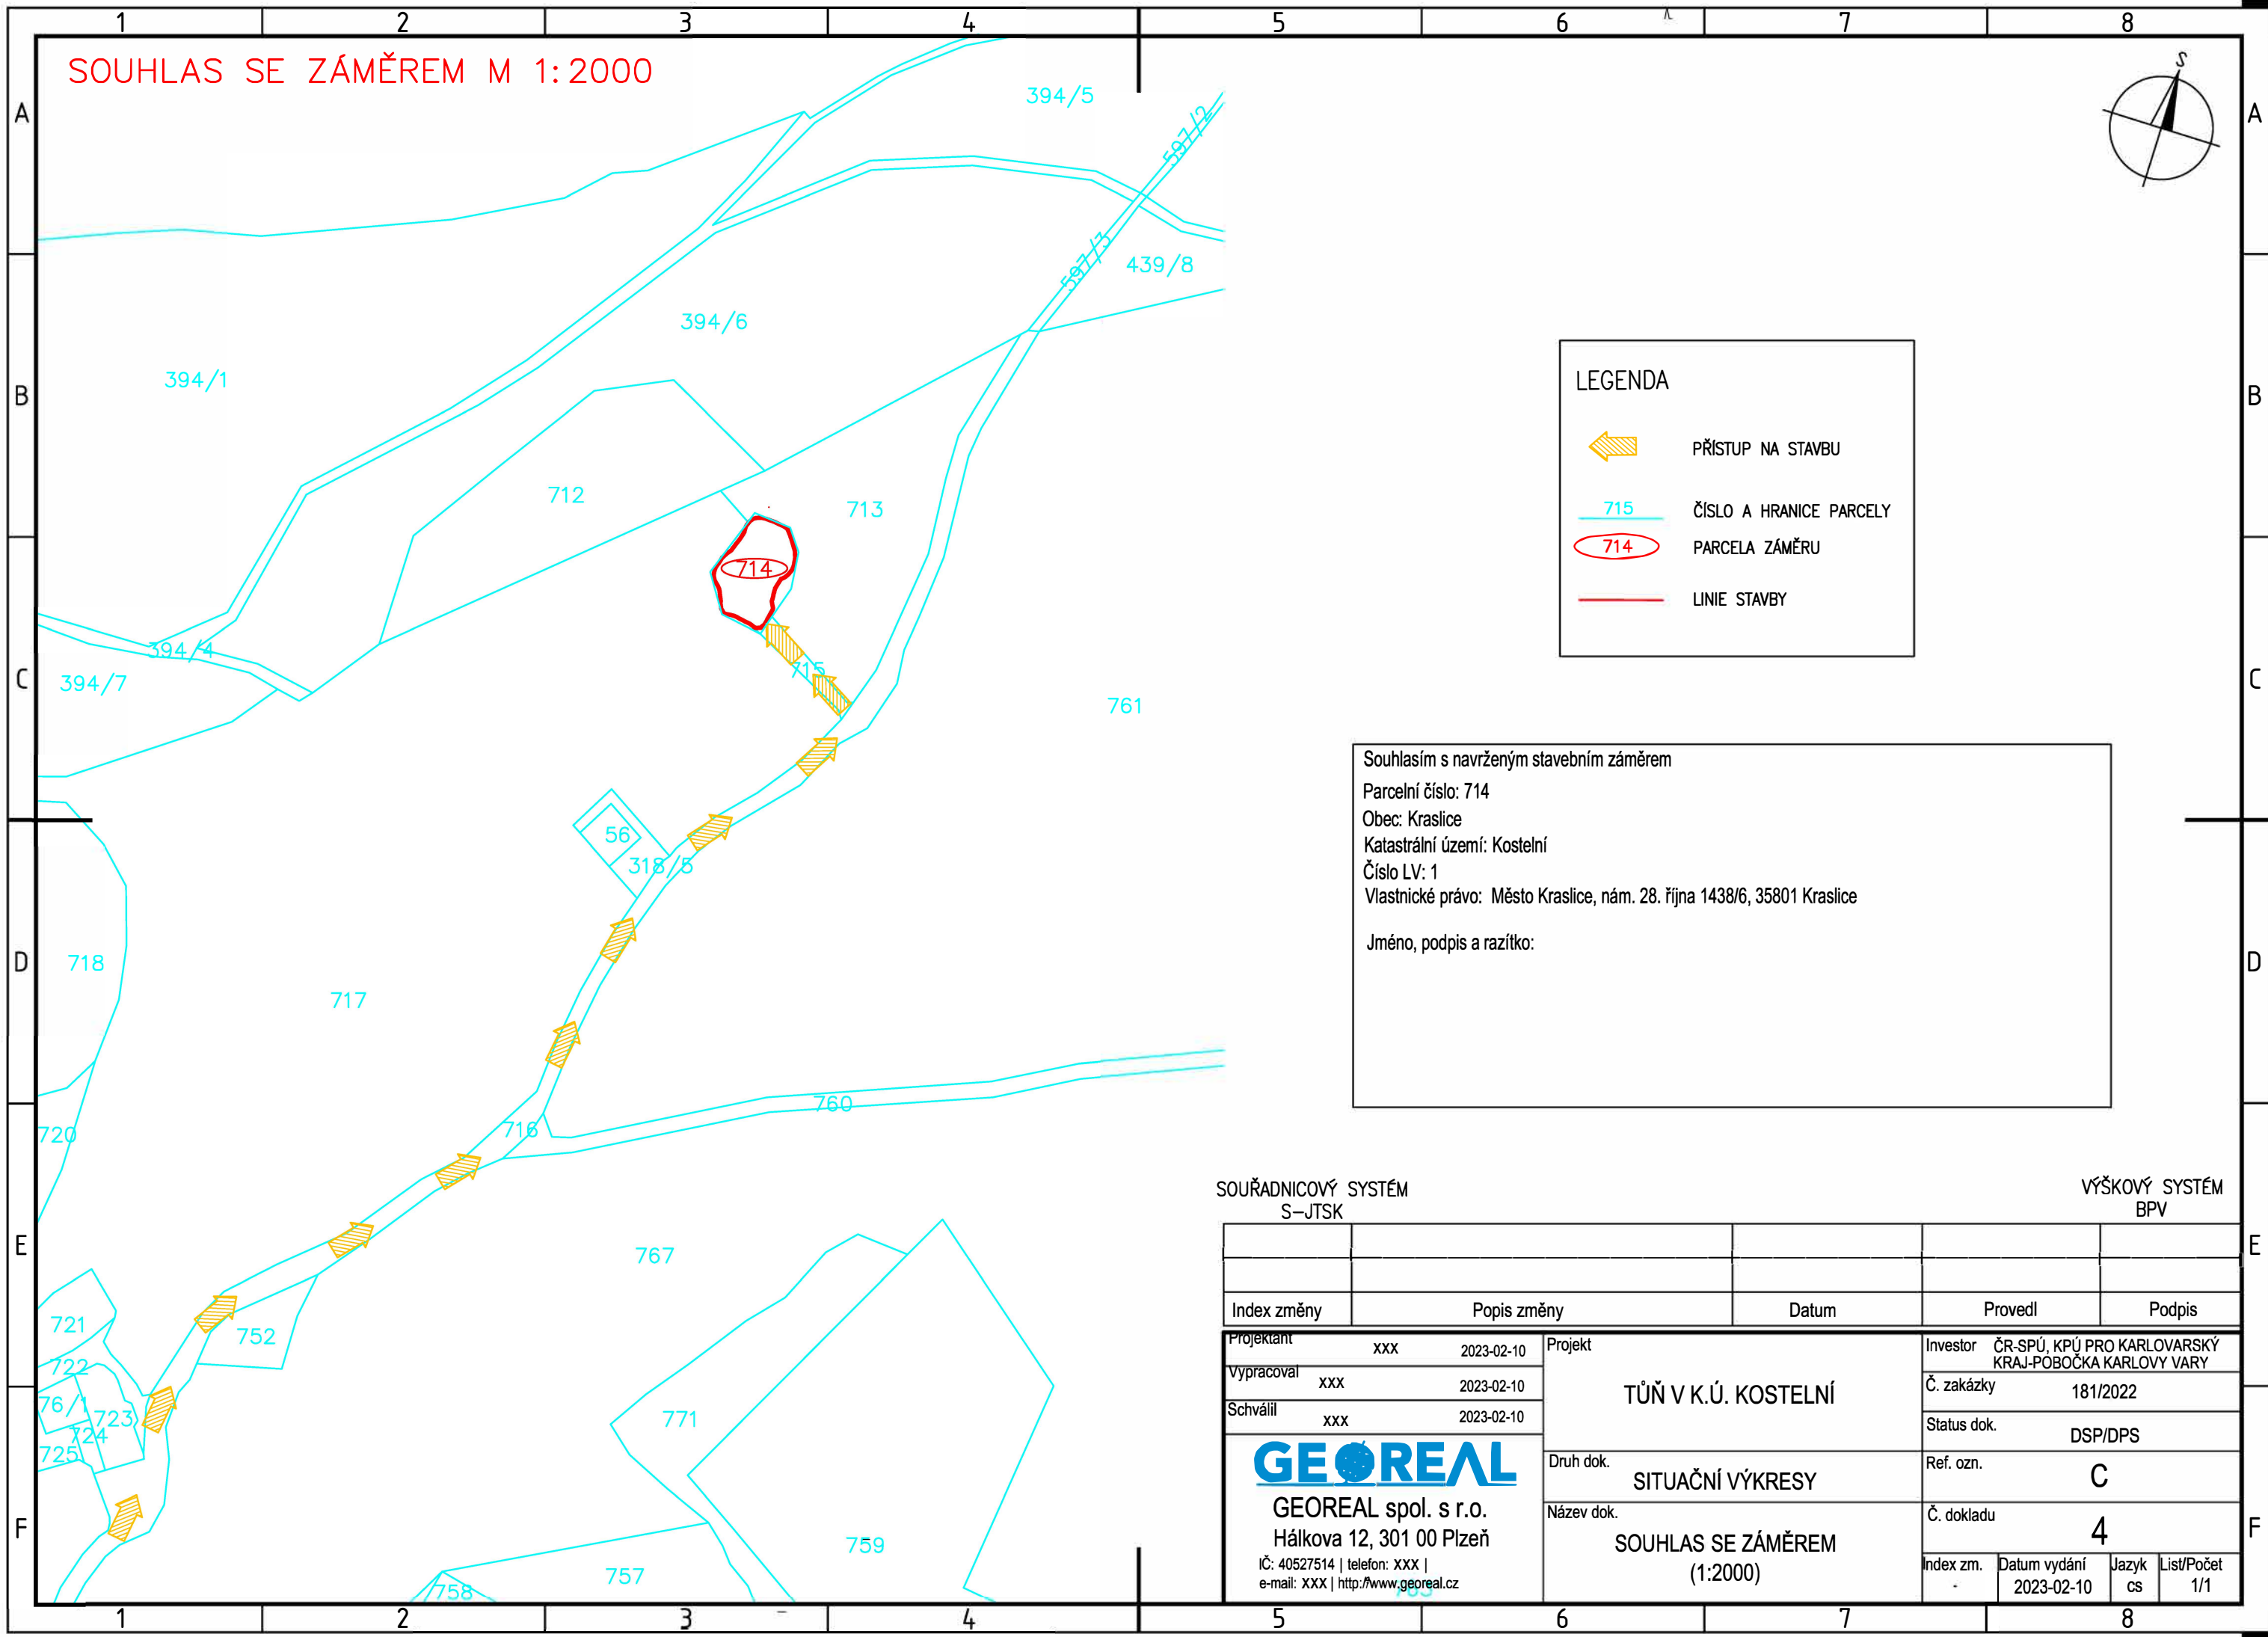 1 2 3 4 5 6 7 8
SOUHLAS SE ZÁMĚREM M 1:2000
S
A A
B B
C C
D D
E E
F F
394/5
597/2
597/3
439/8
394/6
394/1
712
713
714
394/4
394/7
715
761
56
318/5
718
717
760
716
720
767
721
752
722
76/1
723
724
725
771
759
757
758
763
LEGENDA
PŘÍSTUP NA STAVBU
715 ČÍSLO A HRANICE PARCELY
714 PARCELA ZÁMĚRU
LINIE STAVBY
Souhlasím s navrženým stavebním záměrem
Parcelní číslo: 714
Obec: Kraslice
Katastrální území: Kostelní
Číslo LV: 1
Vlastnické právo: Město Kraslice, nám. 28. října 1438/6, 35801 Kraslice
Jméno, podpis a razítko:
SOUŘADNICOVÝ SYSTÉM
S-JTSK
VÝŠKOVÝ SYSTÉM
BPV
Index změny Popis změny Datum Provedl Podpis
Projektant xxx 2023-02-10
Vypracoval xxx 2023-02-10
Schválil xxx 2023-02-10
GEOREAL
GEOREAL spol. s r.o.
Hálkova 12, 301 00 Plzeň
IČ: 40527514 | telefon: xxx |
e-mail: xxx | http://www.georeal.cz
Projekt
TŮŇ V K.Ú. KOSTELNÍ
Druh dok.
SITUAČNÍ VÝKRESY
Název dok.
SOUHLAS SE ZÁMĚREM
(1:2000)
Investor ČR-SPÚ, KPÚ PRO KARLOVARSKÝ
KRAJ-POBOČKA KARLOVY VARY
Č. zakázky 181/2022
Status dok. DSP/DPS
Ref. ozn. C
Č. dokladu 4
Index zm. Datum vydání Jazyk List/Počet
- 2023-02-10 cs 1/1
1 2 3 4 5 6 7 8